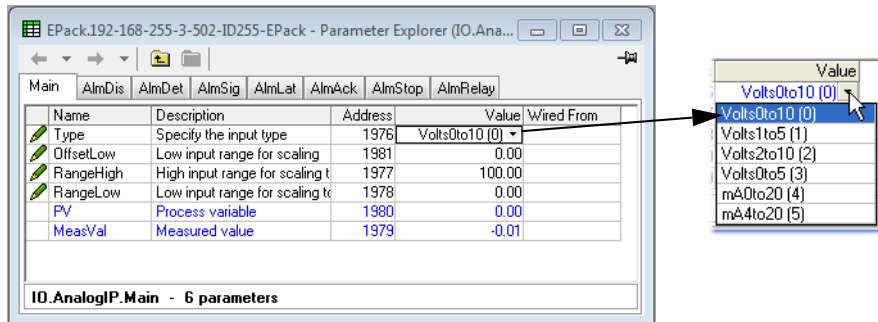 EPack.192-168-255-3-502-ID255-EPack - Parameter Explorer (IO.Ana...
Main AlmDis AlmDet AlmSig AlmLat AlmAck AlmStop AlmRelay
Name Description Address Value Wired From
Type Specify the input type 1976 Volts0to10 (0)
OffsetLow Low input range for scaling 1981 0.00
RangeHigh High input range for scaling t 1977 100.00
RangeLow Low input range for scaling to 1978 0.00
PV Process variable 1980 0.00
MeasVal Measured value 1979 -0.01
IO.AnalogIP.Main - 6 parameters
Value
Volts0to10 (0)
Volts0to10 (0)
Volts1to5 (1)
Volts2to10 (2)
Volts0to5 (3)
mA0to20 (4)
mA4to20 (5)